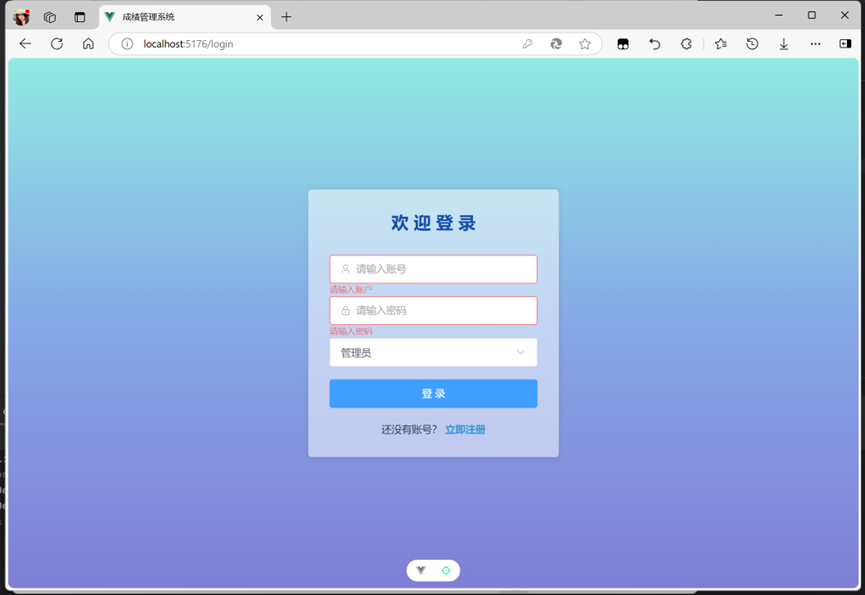 成绩管理系统
localhost:5176/login
欢迎登录
请输入账号
请输入账户
请输入密码
请输入密码
管理员
登录
还没有账号？ 立即注册